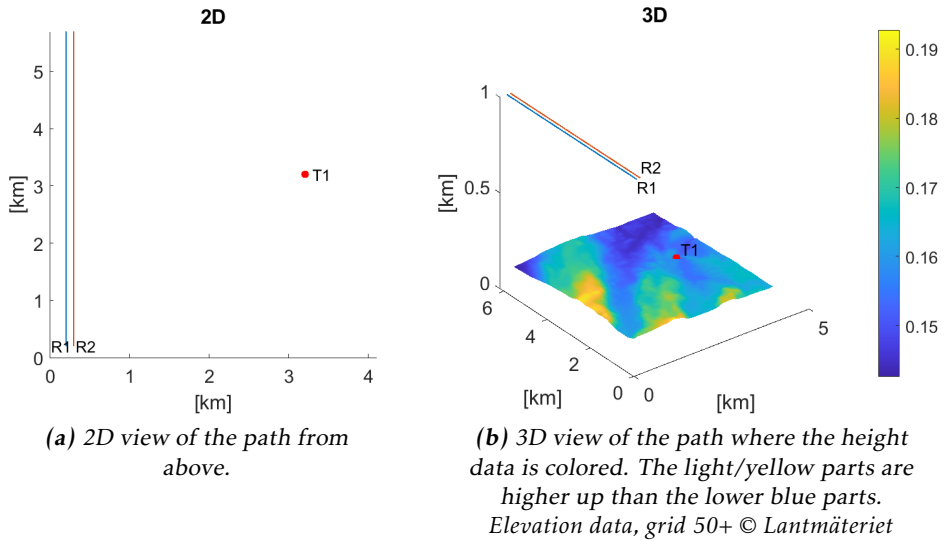 2D
5
4
3
2
1
0
[km]
T1
R1 R2
0 1 2 3 4
[km]
(a) 2D view of the path from
above.
3D
1
0.5
0
[km]
R2
R1
T1
6
4
2
0
[km]
0
5
[km]
0.19
0.18
0.17
0.16
0.15
(b) 3D view of the path where the height
data is colored. The light/yellow parts are
higher up than the lower blue parts.
Elevation data, grid 50+ © Lantmäteriet